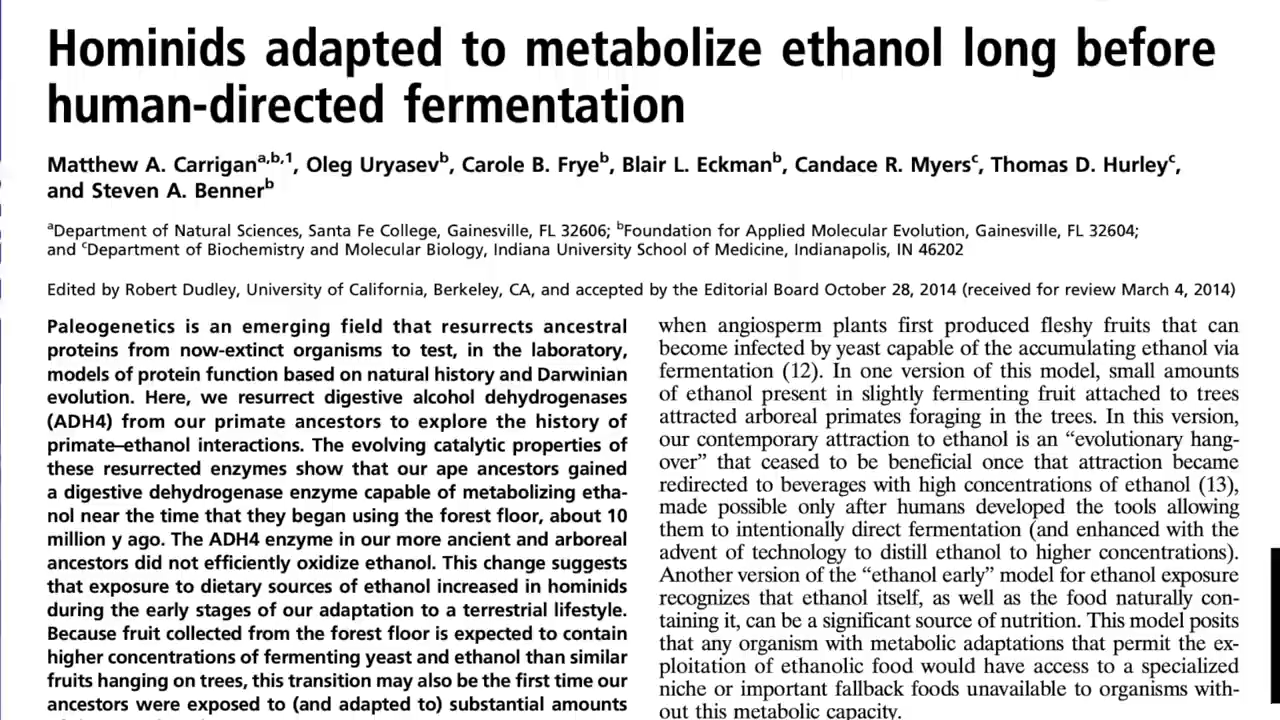 Hominids adapted to metabolize ethanol long before
human-directed fermentation
Matthew A. Carrigana,b,1, Oleg Uryasevb, Carole B. Fryeb, Blair L. Eckmanb, Candace R. Myersc, Thomas D. Hurleyc,
and Steven A. Bennerb
aDepartment of Natural Sciences, Santa Fe College, Gainesville, FL 32606; bFoundation for Applied Molecular Evolution, Gainesville, FL 32604;
and cDepartment of Biochemistry and Molecular Biology, Indiana University School of Medicine, Indianapolis, IN 46202
Edited by Robert Dudley, University of California, Berkeley, CA, and accepted by the Editorial Board October 28, 2014 (received for review March 4, 2014)
Paleogenetics is an emerging field that resurrects ancestral
proteins from now-extinct organisms to test, in the laboratory,
models of protein function based on natural history and Darwinian
evolution. Here, we resurrect digestive alcohol dehydrogenases
(ADH4) from our primate ancestors to explore the history of
primate–ethanol interactions. The evolving catalytic properties of
these resurrected enzymes show that our ape ancestors gained
a digestive dehydrogenase enzyme capable of metabolizing etha-
nol near the time that they began using the forest floor, about 10
million y ago. The ADH4 enzyme in our more ancient and arboreal
ancestors did not efficiently oxidize ethanol. This change suggests
that exposure to dietary sources of ethanol increased in hominids
during the early stages of our adaptation to a terrestrial lifestyle.
Because fruit collected from the forest floor is expected to contain
higher concentrations of fermenting yeast and ethanol than similar
fruits hanging on trees, this transition may also be the first time our
ancestors were exposed to (and adapted to) substantial amounts
when angiosperm plants first produced fleshy fruits that can
become infected by yeast capable of the accumulating ethanol via
fermentation (12). In one version of this model, small amounts
of ethanol present in slightly fermenting fruit attached to trees
attracted arboreal primates foraging in the trees. In this version,
our contemporary attraction to ethanol is an “evolutionary hang-
over” that ceased to be beneficial once that attraction became
redirected to beverages with high concentrations of ethanol (13),
made possible only after humans developed the tools allowing
them to intentionally direct fermentation (and enhanced with the
advent of technology to distill ethanol to higher concentrations).
Another version of the “ethanol early” model for ethanol exposure
recognizes that ethanol itself, as well as the food naturally con-
taining it, can be a significant source of nutrition. This model posits
that any organism with metabolic adaptations that permit the ex-
ploitation of ethanolic food would have access to a specialized
niche or important fallback foods unavailable to organisms with-
out this metabolic capacity.